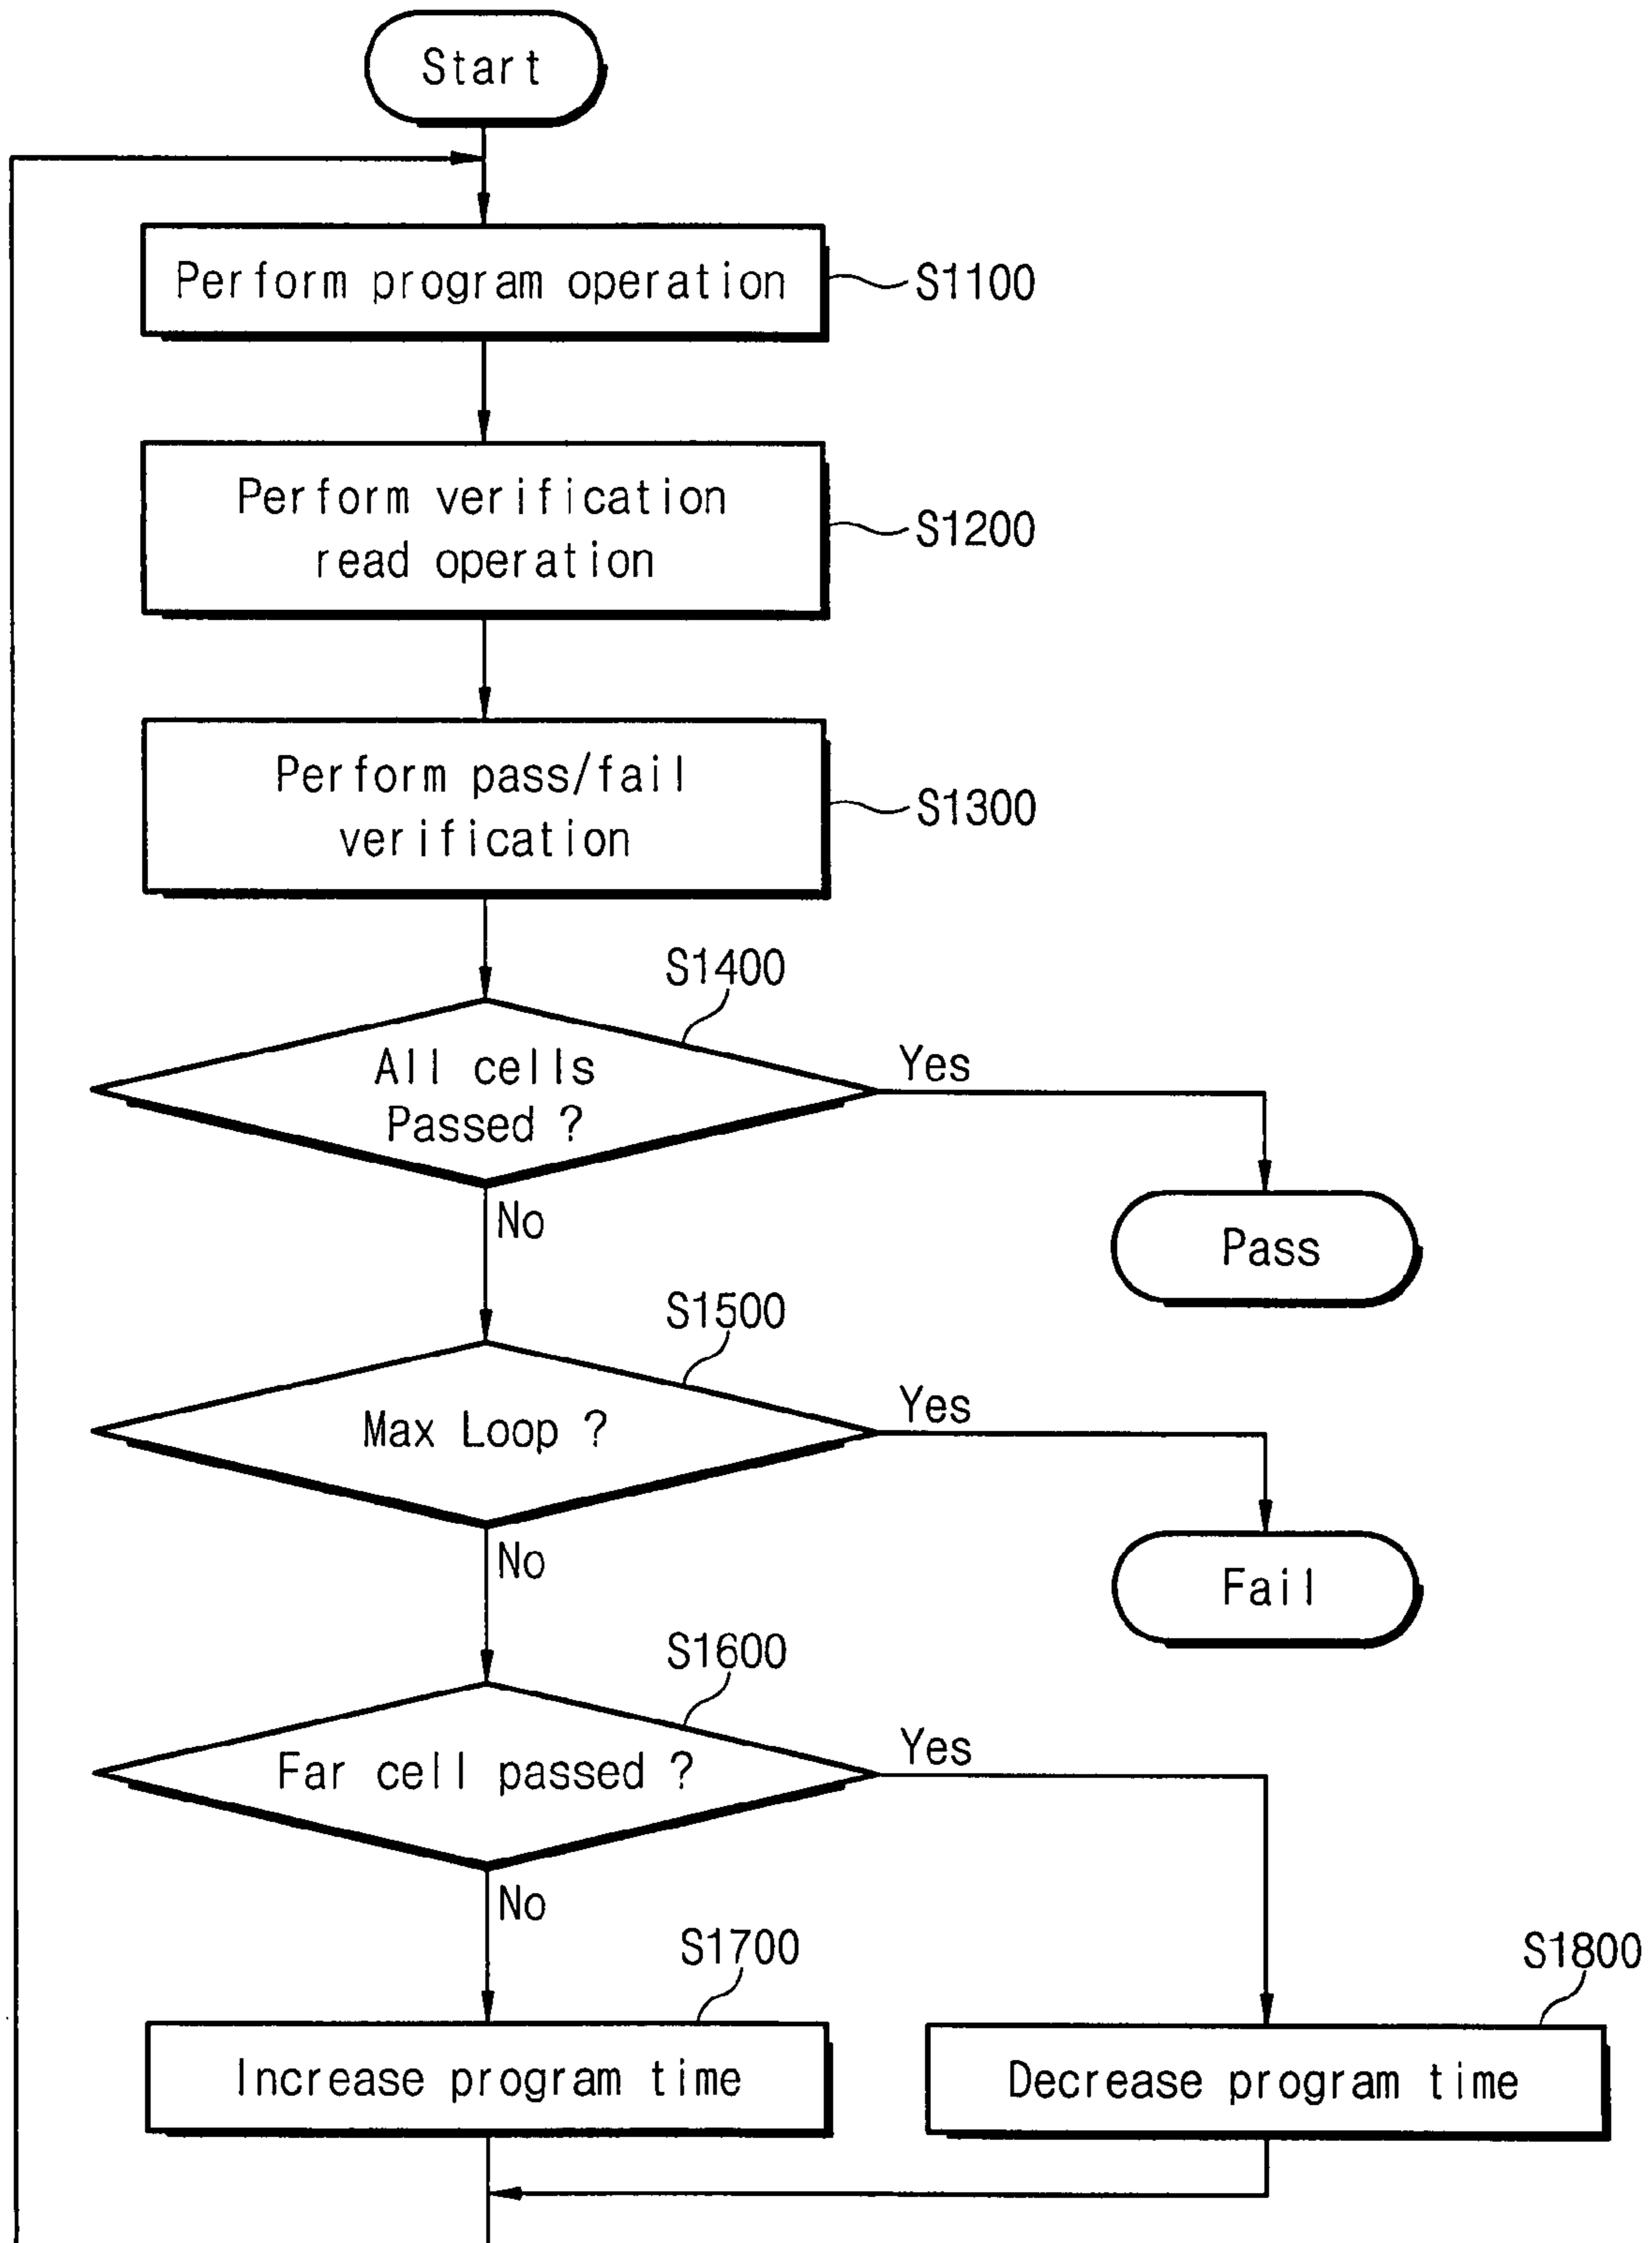 Start
Perform program operation
S1100
Perform verification
read operation
S1200
Perform pass/fail
verification
S1300
S1400
All cells
Passed ?
Yes
No
Pass
S1500
Max Loop ?
Yes
No
Fail
S1600
Far cell passed ?
Yes
No
S1700
Increase program time
S1800
Decrease program time